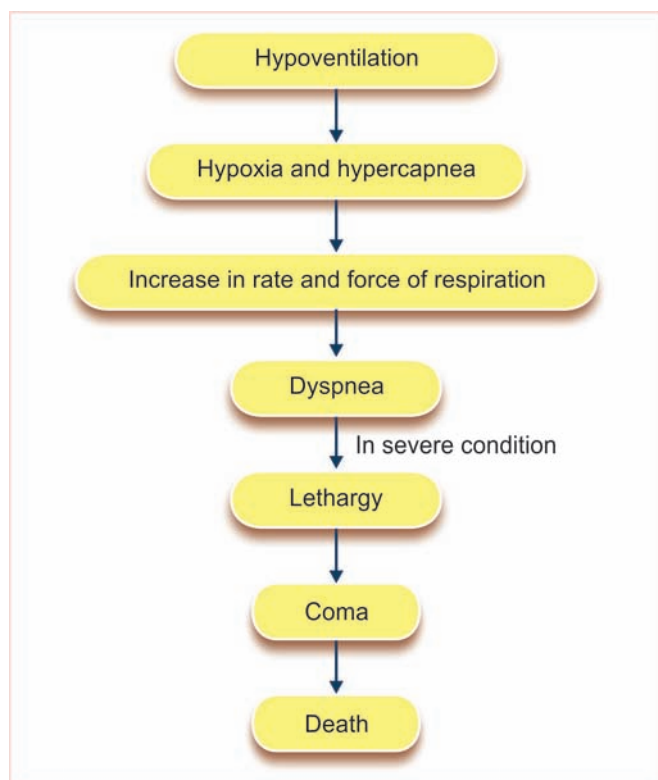 Hypoventilation
Hypoxia and hypercapnea
Increase in rate and force of respiration
Dyspnea
In severe condition
Lethargy
Coma
Death